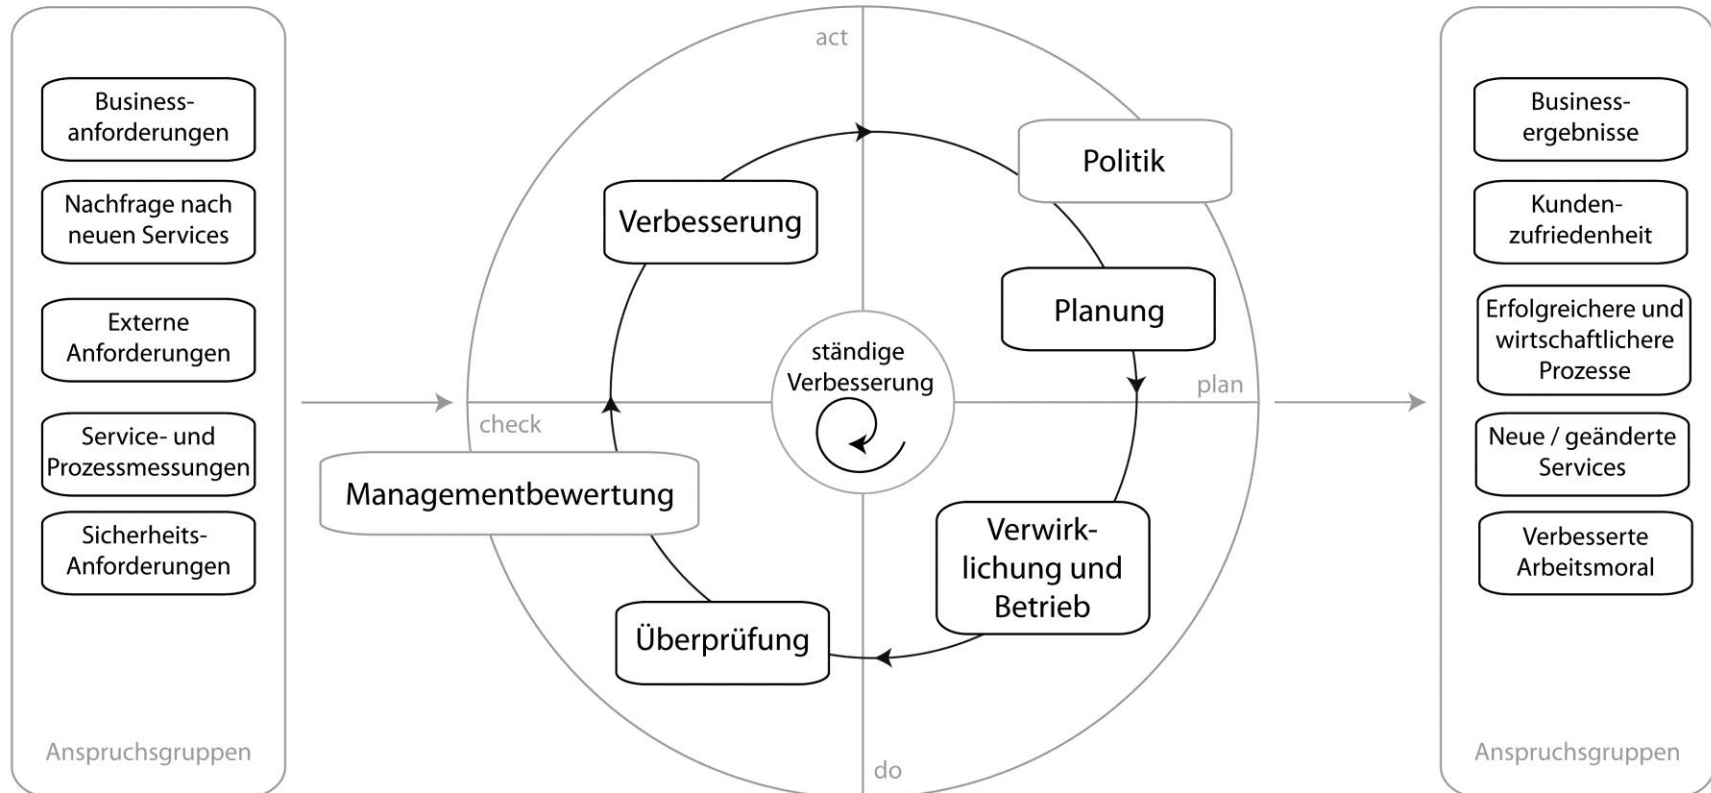 Business-
anforderungen
Nachfrage nach
neuen Services
Externe
Anforderungen
Service- und
Prozessmessungen
Sicherheits-
Anforderungen
Anspruchsgruppen
act
Politik
Verbesserung
Planung
ständige
Verbesserung
plan
check
Managementbewertung
Verwirk-
lichung und
Betrieb
Überprüfung
do
Business-
ergebnisse
Kunden-
zufriedenheit
Erfolgreichere und
wirtschaftlichere
Prozesse
Neue / geänderte
Services
Verbesserte
Arbeitsmoral
Anspruchsgruppen